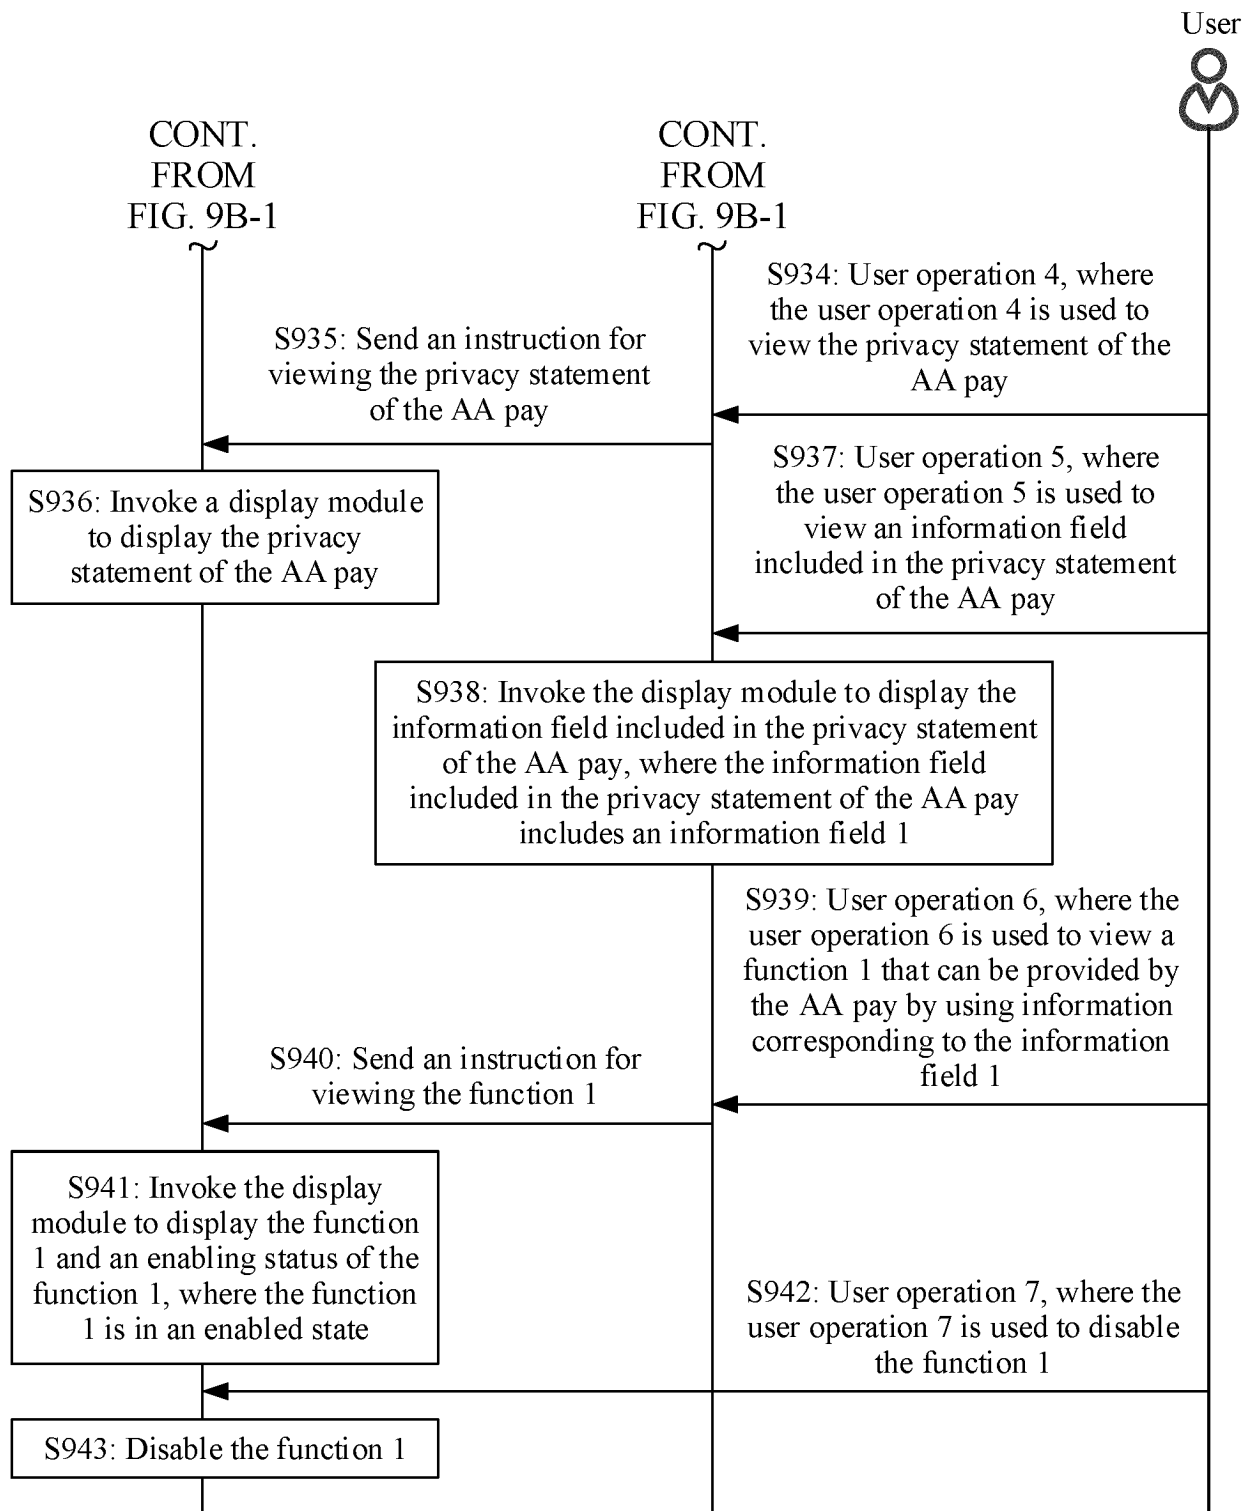 User
CONT.
FROM
FIG. 9B-1
CONT.
FROM
FIG. 9B-1
S934: User operation 4, where
the user operation 4 is used to
view the privacy statement of the
AA pay
S935: Send an instruction for
viewing the privacy statement
of the AA pay
S936: Invoke a display module
to display the privacy
statement of the AA pay
S937: User operation 5, where
the user operation 5 is used to
view an information field
included in the privacy statement
of the AA pay
S938: Invoke the display module to display the
information field included in the privacy statement
of the AA pay, where the information field
included in the privacy statement of the AA pay
includes an information field 1
S939: User operation 6, where the
user operation 6 is used to view a
function 1 that can be provided by
the AA pay by using information
corresponding to the information
field 1
S940: Send an instruction for
viewing the function 1
S941: Invoke the display
module to display the function
1 and an enabling status of the
function 1, where the function
1 is in an enabled state
S942: User operation 7, where the
user operation 7 is used to disable
the function 1
S943: Disable the function 1